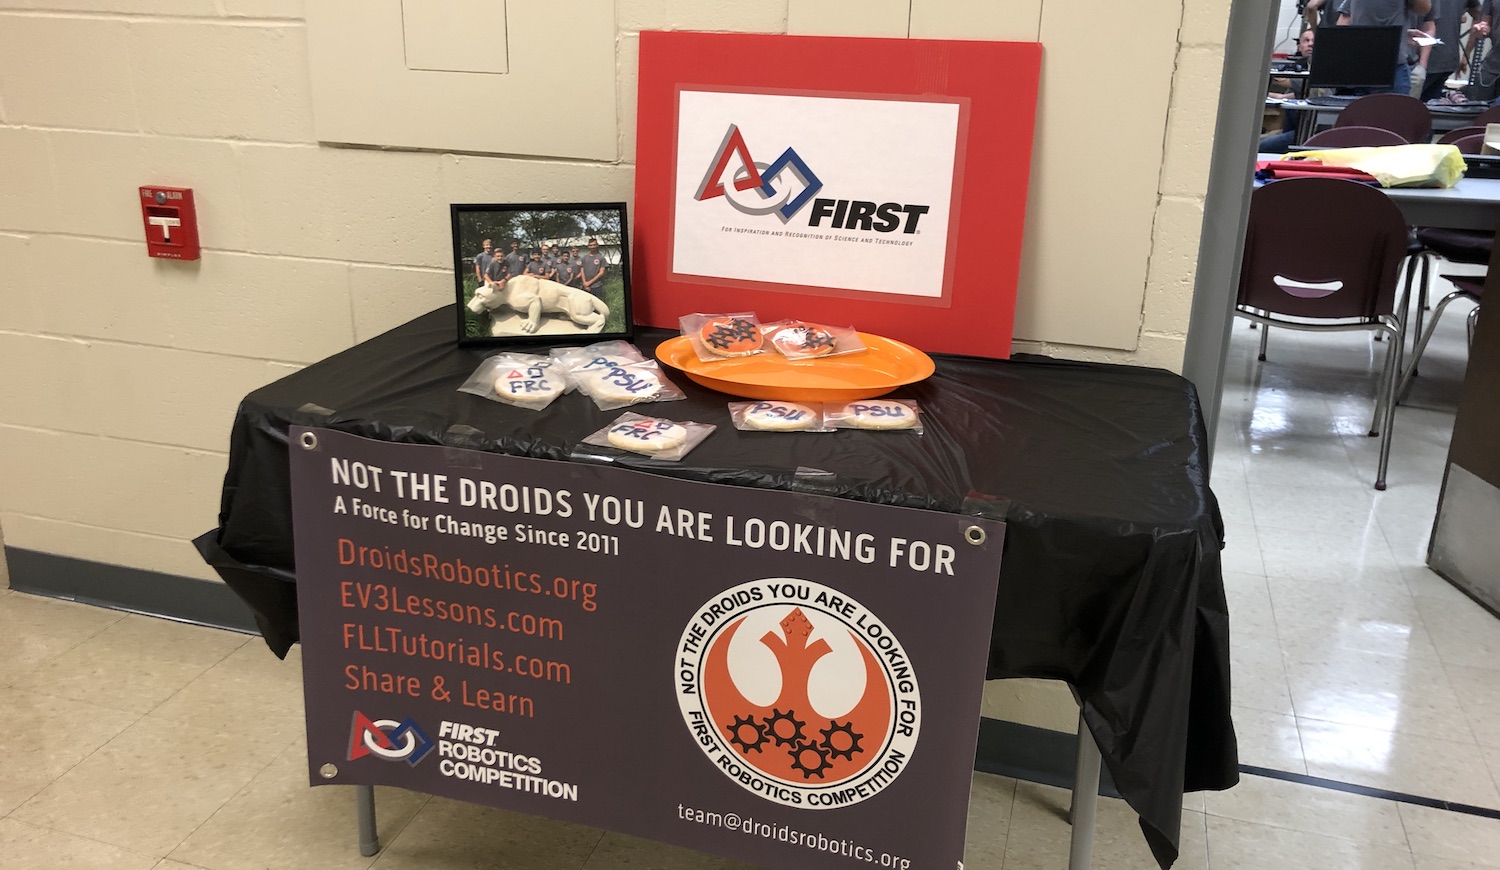 FIRE ALARM
SIMPLEX
FIRST
FOR INSPIRATION AND RECOGNITION OF SCIENCE AND TECHNOLOGY
FRC
PSU
FRC
PSU
PSU
NOT THE DROIDS YOU ARE LOOKING FOR
A Force for Change Since 2011
DroidsRobotics.org
EV3Lessons.com
FLLTutorials.com
Share & Learn
FIRST
ROBOTICS
COMPETITION
NOT THE DROIDS YOU ARE LOOKING FOR
FIRST ROBOTICS COMPETITION
team@droidsrobotics.org